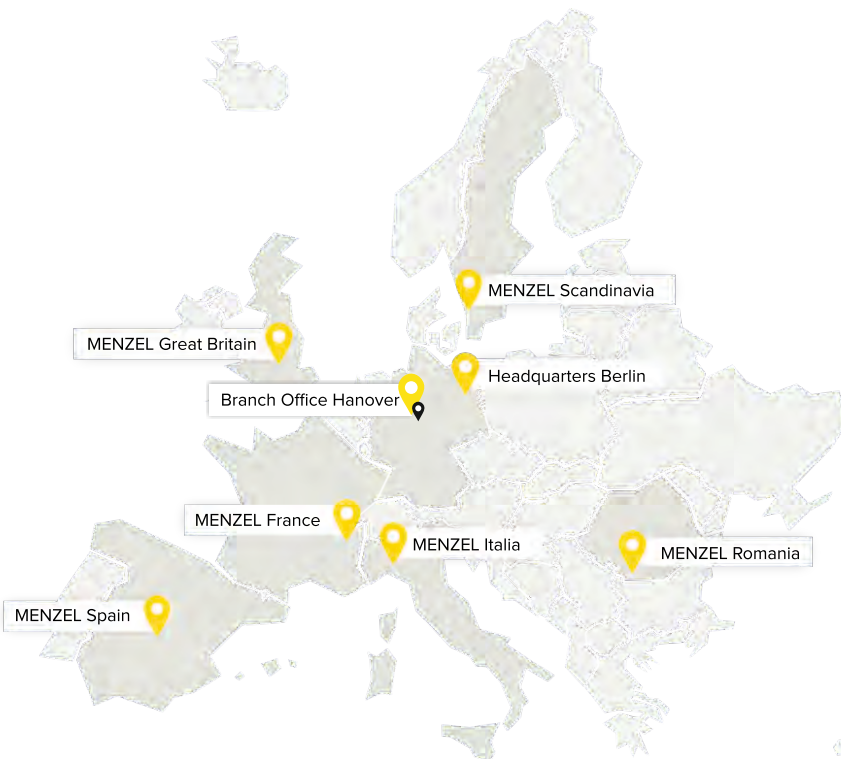 MENZEL Scandinavia
MENZEL Great Britain
Headquarters Berlin
Branch Office Hanover
MENZEL France
MENZEL Italia
MENZEL Romania
MENZEL Spain